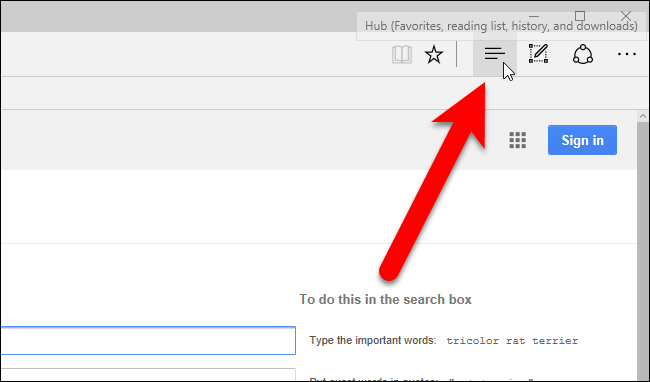 Hub (Favorites, reading list, history, and downloads)
Sign in
To do this in the search box
Type the important words: tricolor rat terrier
Put exact words in quotes: